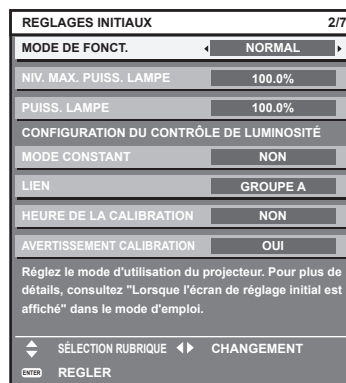 REGLAGES INITIAUX 2/7
MODE DE FONCT. NORMAL
NIV. MAX. PUISS. LAMPE 100.0%
PUISS. LAMPE 100.0%
CONFIGURATION DU CONTRÔLE DE LUMINOSITÉ
MODE CONSTANT NON
LIEN GROUPE A
HEURE DE LA CALIBRATION NON
AVERTISSEMENT CALIBRATION OUI
Réglez le mode d'utilisation du projecteur. Pour plus de
détails, consultez "Lorsque l'écran de réglage initial est
affiché" dans le mode d'emploi.
SÉLECTION RUBRIQUE CHANGEMENT
ENTER REGLER